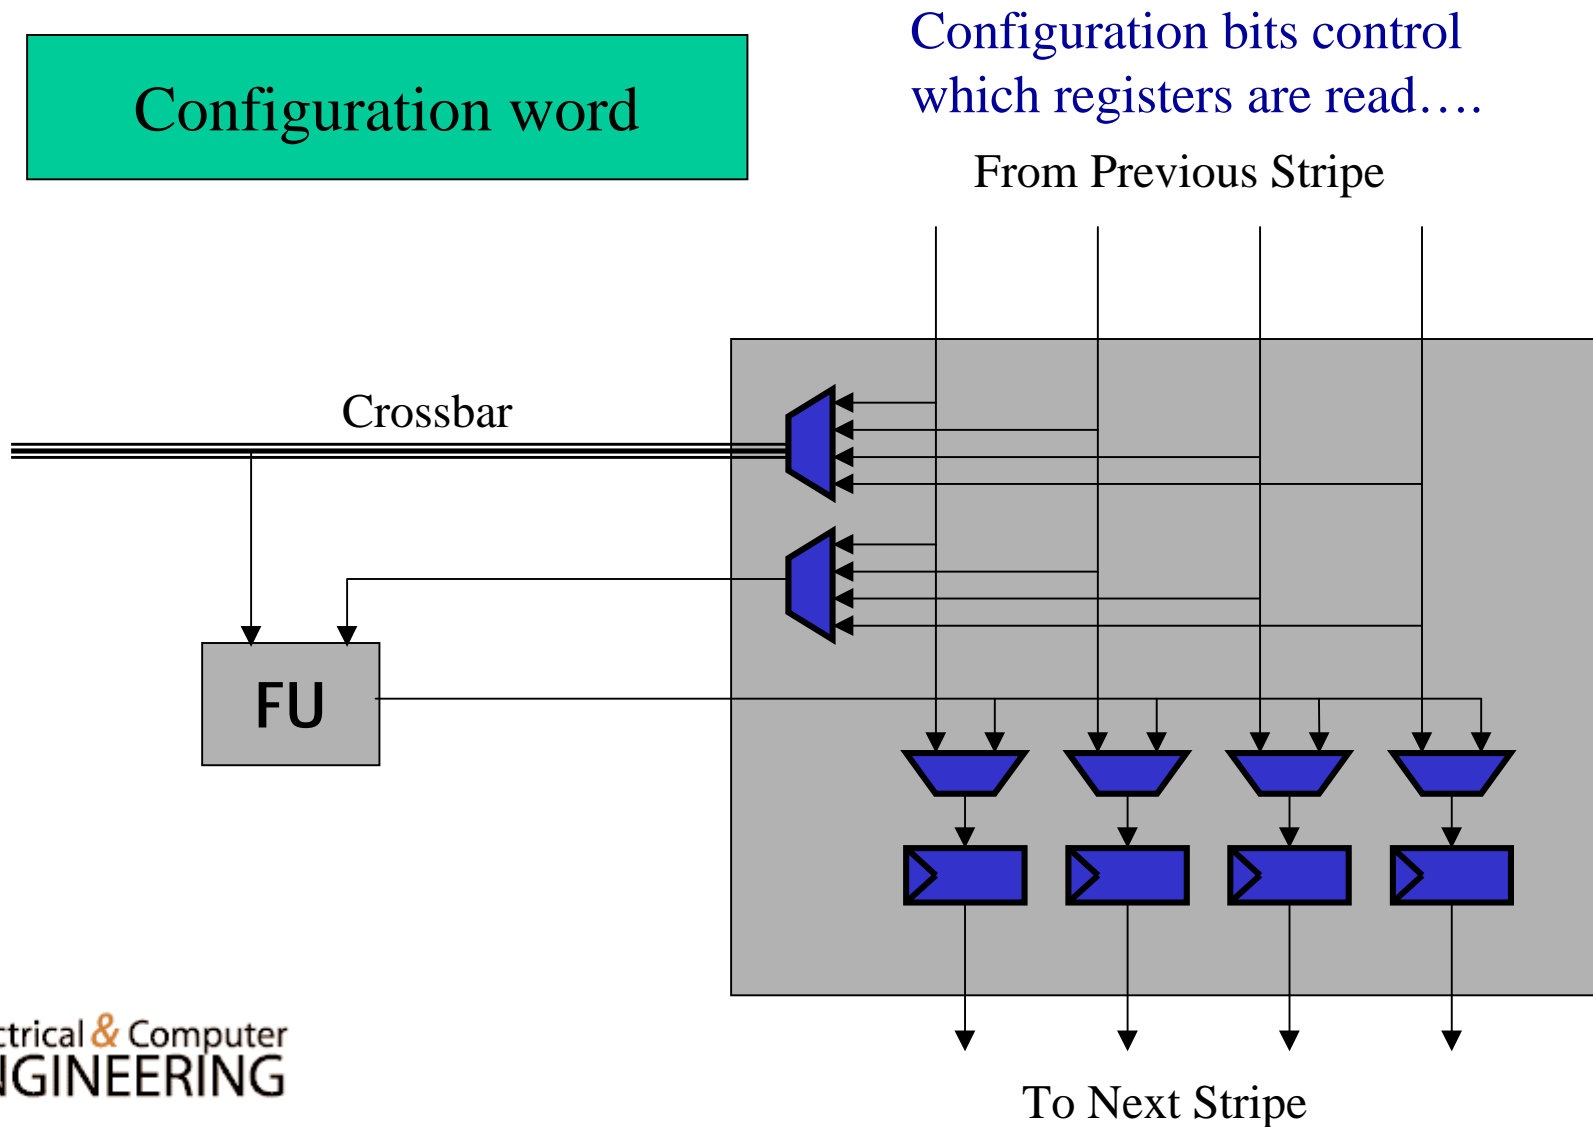 Configuration bits control
which registers are read....
Configuration word
From Previous Stripe
Crossbar
FU
ctrical & Computer
NGINEERING
To Next Stripe